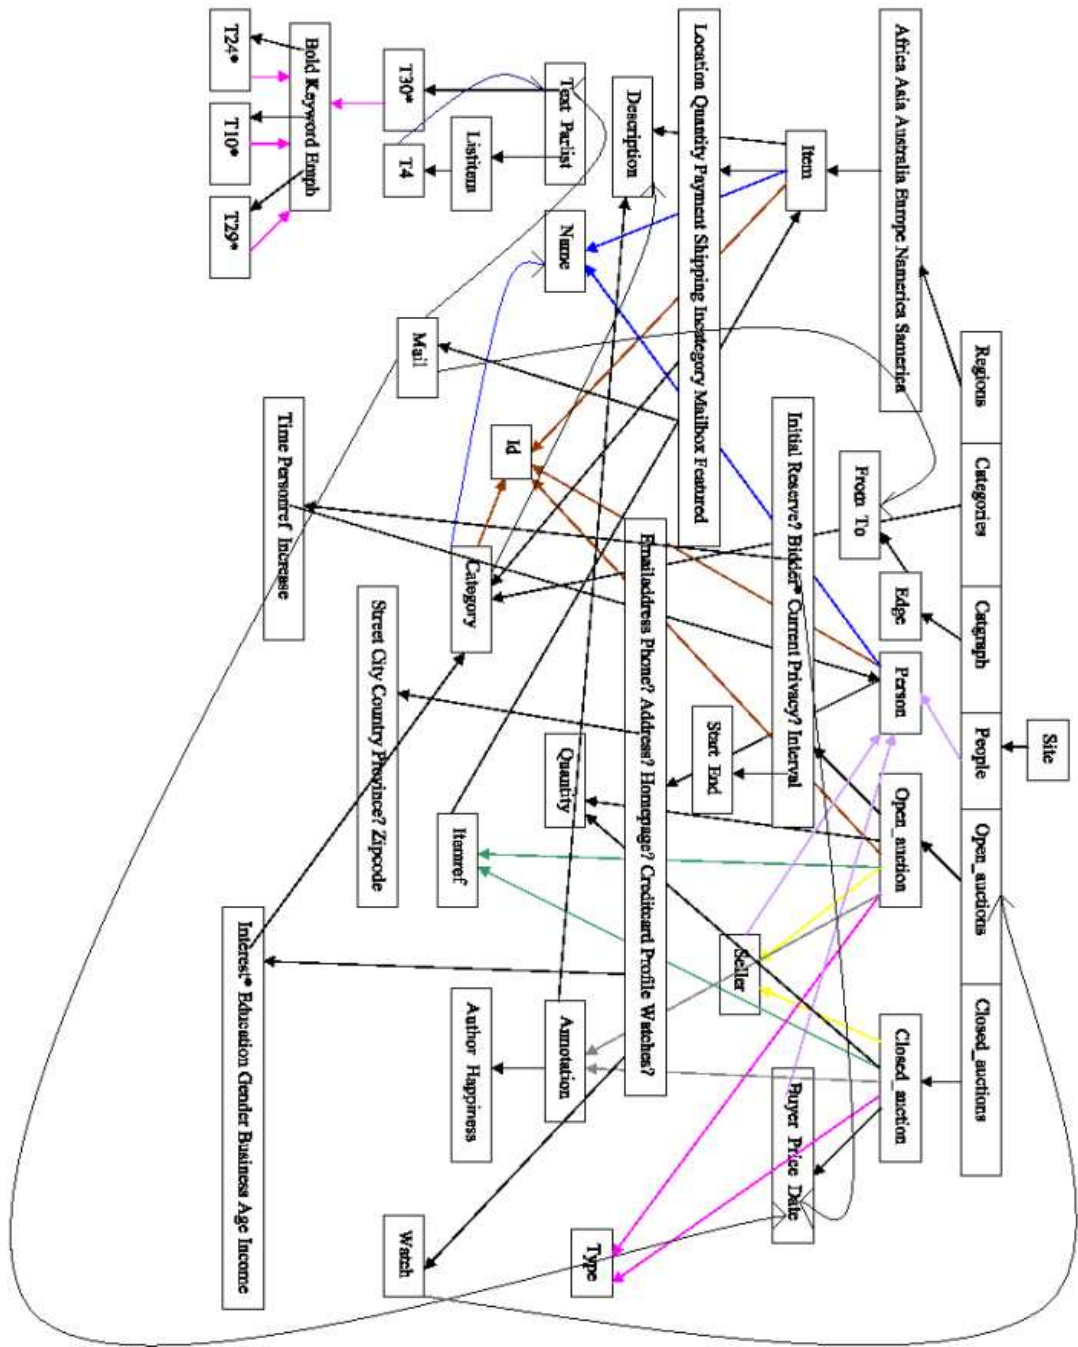 Site
Regions Categories Catgraph People Open_auctions Closed_auctions
Africa Asia Australia Europe Namerica Samerica
Edge
Person
Open_auction
Closed_auction
From To
Item
Initial Reserve? Bidder* Current Privacy? Interval
Buyer Price Date
Start End
Seller
Location Quantity Payment Shipping Incategory Mailbox Featured
Emailaddress Phone? Address? Homepage? Creditcard Profile Watches?
Description
Type
Text Parlist
Name
Quantity
Annotation
Id
Listitem
Category
Itemref
Author Happiness
T30*
T4
Mail
Street City Country Province? Zipcode
Watch
Bold Keyword Emph
Time Personref Increase
Interest* Education Gender Business Age Income
T24*
T10*
T29*